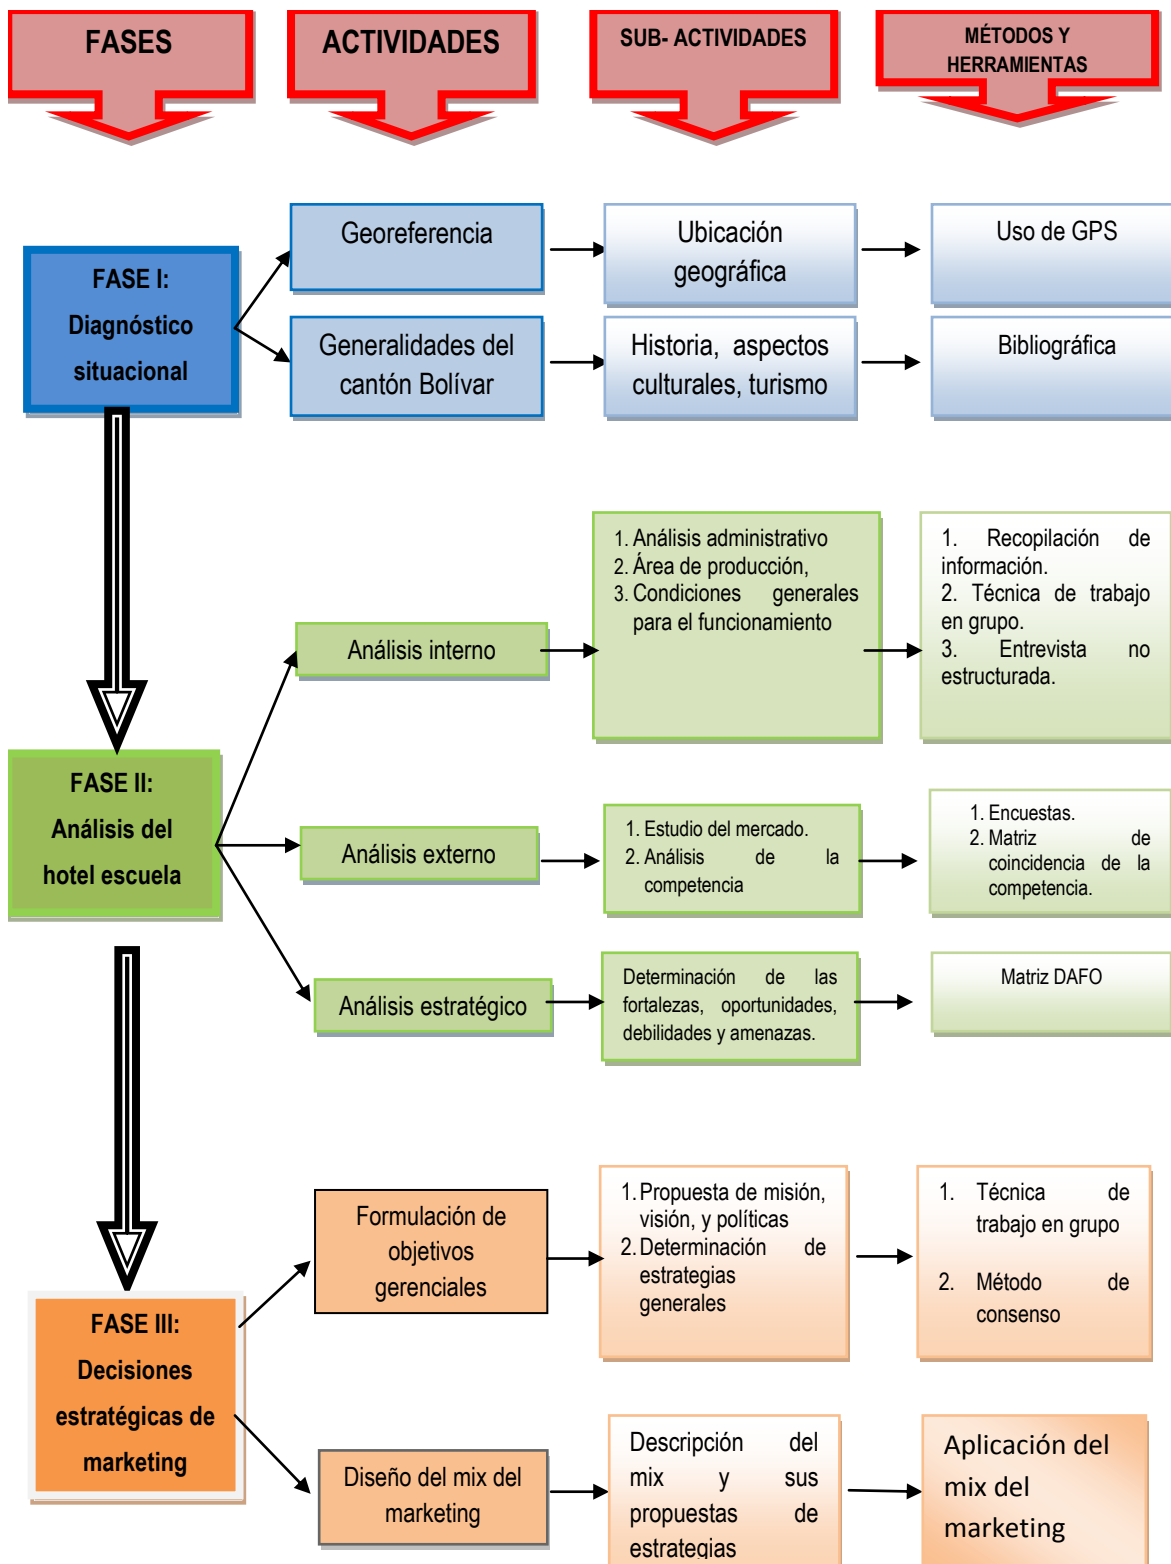 FASES
ACTIVIDADES
SUB- ACTIVIDADES
MÉTODOS Y
HERRAMIENTAS
FASE I:
Diagnóstico
situacional
Georeferencia
Ubicación
geográfica
Uso de GPS
Generalidades del
cantón Bolívar
Historia, aspectos
culturales, turismo
Bibliográfica
FASE II:
Análisis del
hotel escuela
Análisis interno
1. Análisis administrativo
2. Área de producción,
3. Condiciones generales
para el funcionamiento
1. Recopilación de
información.
2. Técnica de trabajo
en grupo.
3. Entrevista no
estructurada.
Análisis externo
1. Estudio del mercado.
2. Análisis de la
competencia
1. Encuestas.
2. Matriz de
coincidencia de la
competencia.
Análisis estratégico
Determinación de las
fortalezas, oportunidades,
debilidades y amenazas.
Matriz DAFO
FASE III:
Decisiones
estratégicas de
marketing
Formulación de
objetivos
gerenciales
1. Propuesta de misión,
visión, y políticas
2. Determinación de
estrategias
generales
1. Técnica de
trabajo en grupo
2. Método de
consenso
Diseño del mix del
marketing
Descripción del
mix y sus
propuestas de
estrategias
Aplicación del
mix del
marketing